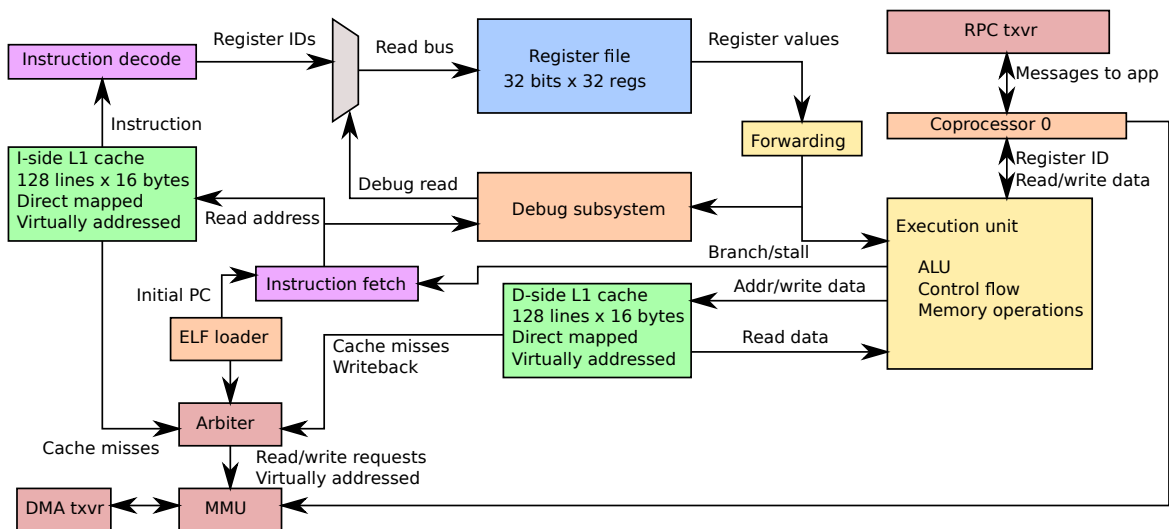 Instruction decode
Register IDs
Read bus
Register file
32 bits x 32 regs
Register values
RPC txvr
Messages to app
Coprocessor 0
Instruction
Forwarding
I-side L1 cache
128 lines x 16 bytes
Direct mapped
Virtually addressed
Debug read
Debug subsystem
Register ID
Read/write data
Read address
Execution unit
ALU
Control flow
Memory operations
Branch/stall
Initial PC
Instruction fetch
Addr/write data
D-side L1 cache
128 lines x 16 bytes
Direct mapped
Virtually addressed
ELF loader
Cache misses
Writeback
Read data
Arbiter
Cache misses
Read/write requests
Virtually addressed
DMA txvr
MMU